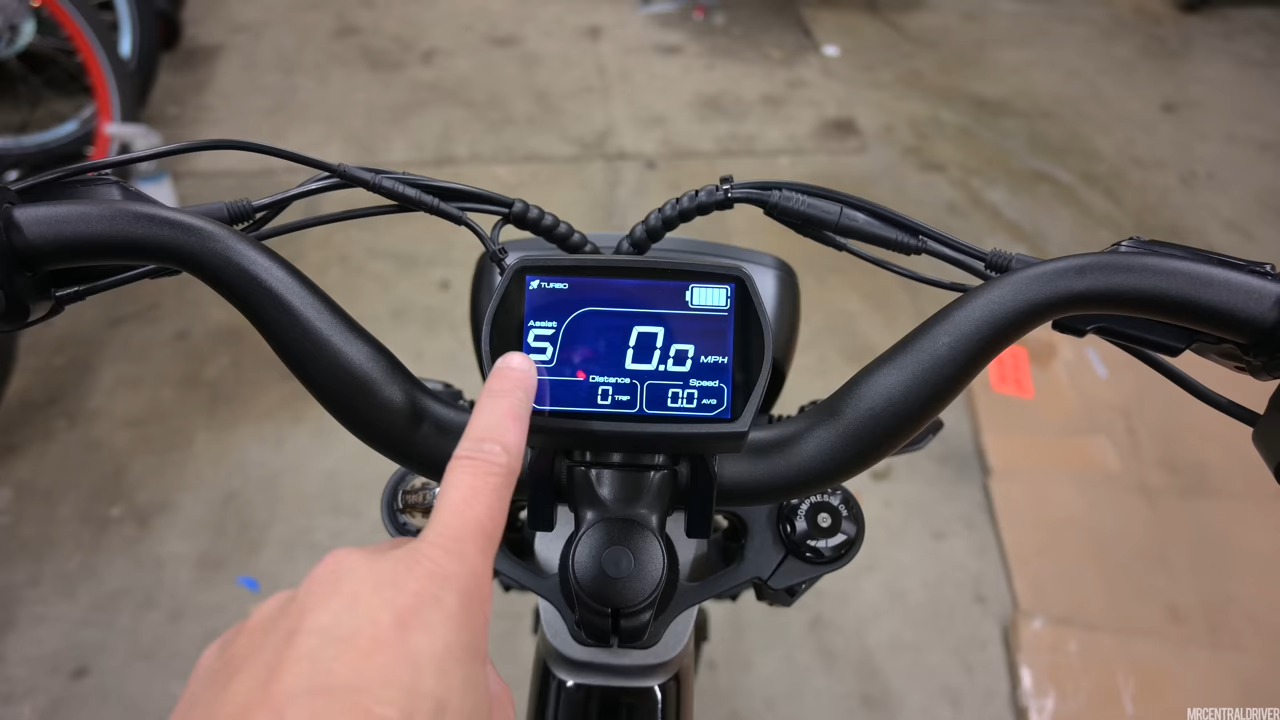 TURBO
Assist
5
0.0 MPH
Distance
0 TRIP
Speed
0.0 AVG
COMPRESSION
MRCENTRALDRIVER